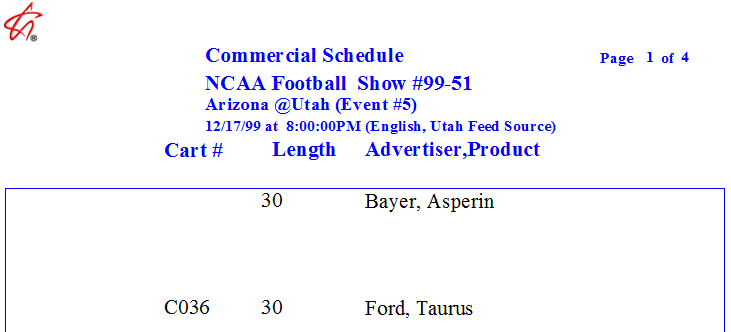 Commercial Schedule
Page 1 of 4
NCAA Football Show #99-51
Arizona @Utah (Event #5)
12/17/99 at 8:00:00PM (English, Utah Feed Source)
Cart # Length Advertiser,Product
30 Bayer, Asperin
C036 30 Ford, Taurus
®